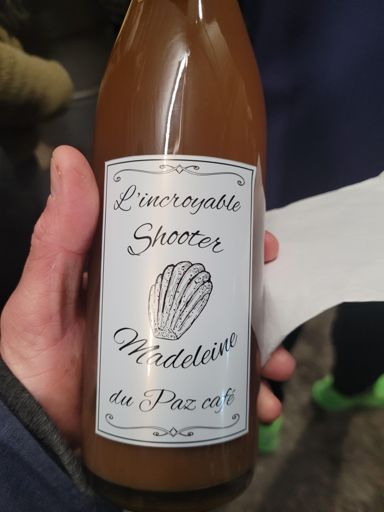 L'incroyable
Shooter
Madeleine
du Paz café